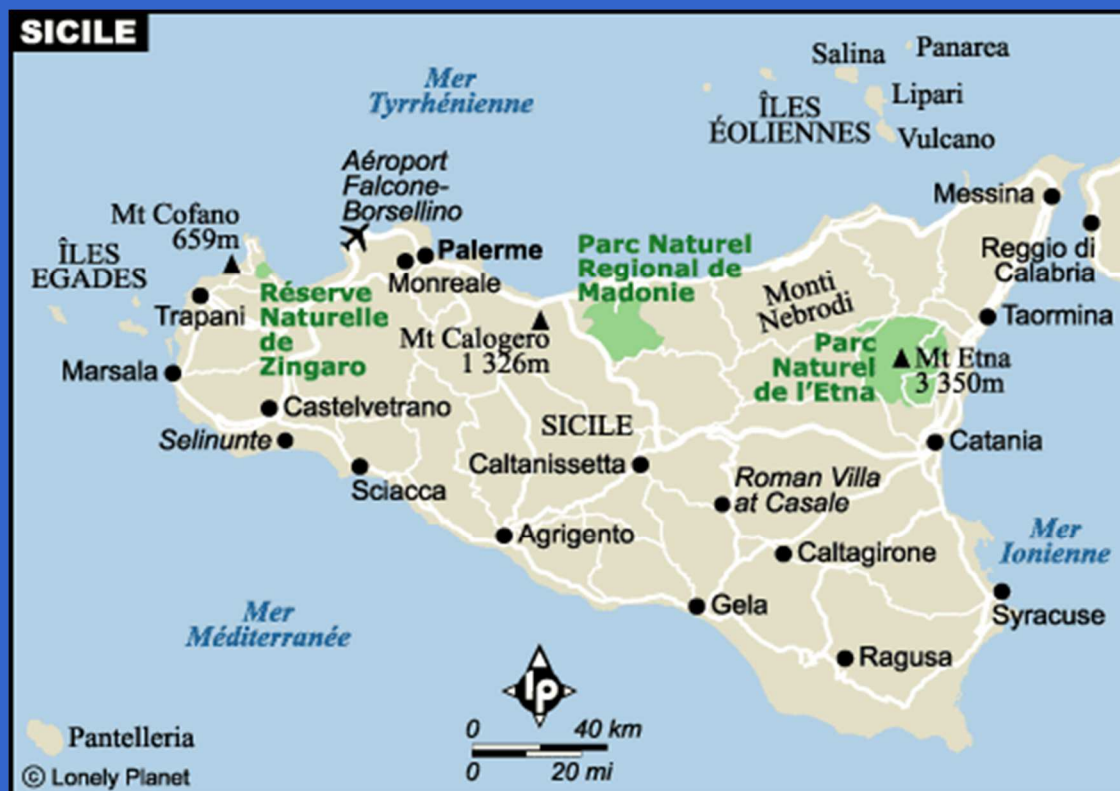 SICILE
Mer
Tyrrhénienne
Salina
Panarea
ÎLES
ÉOLIENNES
Lipari
Vulcano
Aéroport
Falcone-
Borsellino
Mt Cofano
659m
ÎLES
EGADES
Palerme
Monreale
Parc Naturel
Regional de
Madonie
Messina
Reggio di
Calabria
Monti
Nebrodi
Réserve
Naturelle
de
Zingaro
Trapani
Mt Calogero
1 326m
Taormina
Parc
Naturel
de l'Etna
Mt Etna
3 350m
Marsala
Castelvetrano
SICILE
Selinunte
Catania
Caltanissetta
Sciacca
Roman Villa
at Casale
Agrigento
Caltagirone
Mer
Ionienne
Gela
Syracuse
Mer
Méditerranée
Ragusa
lp
0 40 km
0 20 mi
Pantelleria
© Lonely Planet